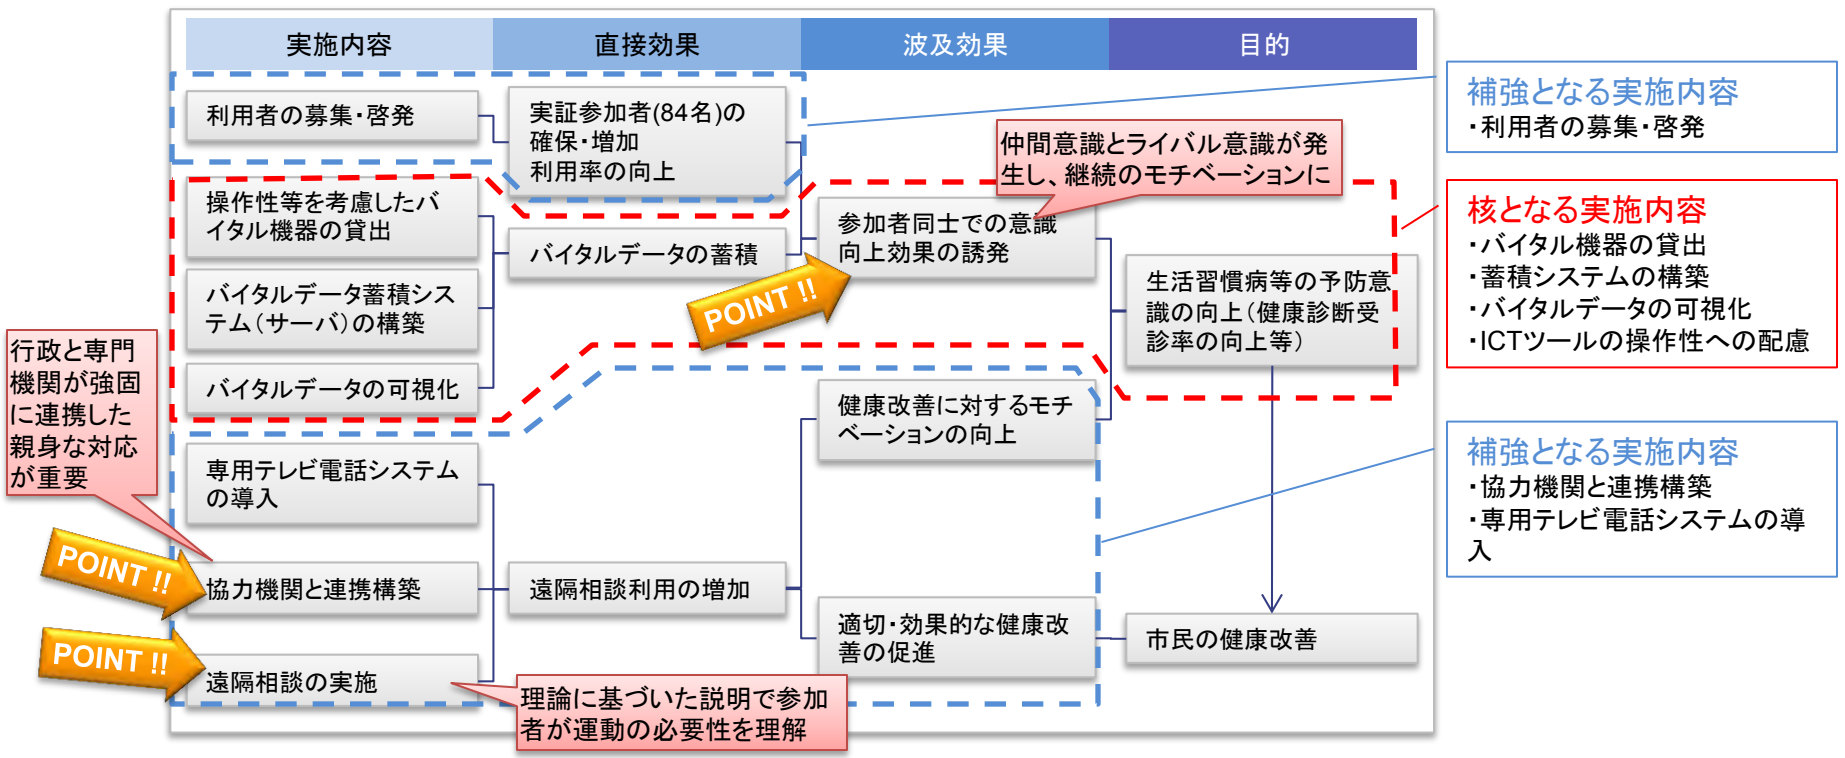 実施内容
直接効果
波及効果
目的
利用者の募集・啓発
実証参加者(84名)の
確保・増加
利用率の向上
仲間意識とライバル意識が発
生し、継続のモチベーションに
操作性等を考慮したバ
イタル機器の貸出
バイタルデータの蓄積
参加者同士での意識
向上効果の誘発
POINT !!
バイタルデータ蓄積シス
テム（サーバ）の構築
生活習慣病等の予防意
識の向上（健康診断受
診率の向上等）
バイタルデータの可視化
行政と専門
機関が強固
に連携した
親身な対応
が重要
健康改善に対するモチ
ベーションの向上
専用テレビ電話システム
の導入
POINT !!
協力機関と連携構築
遠隔相談利用の増加
適切・効果的な健康改
善の促進
市民の健康改善
POINT !!
遠隔相談の実施
理論に基づいた説明で参加
者が運動の必要性を理解
補強となる実施内容
・利用者の募集・啓発
核となる実施内容
・バイタル機器の貸出
・蓄積システムの構築
・バイタルデータの可視化
・ICTツールの操作性への配慮
補強となる実施内容
・協力機関と連携構築
・専用テレビ電話システムの導
入